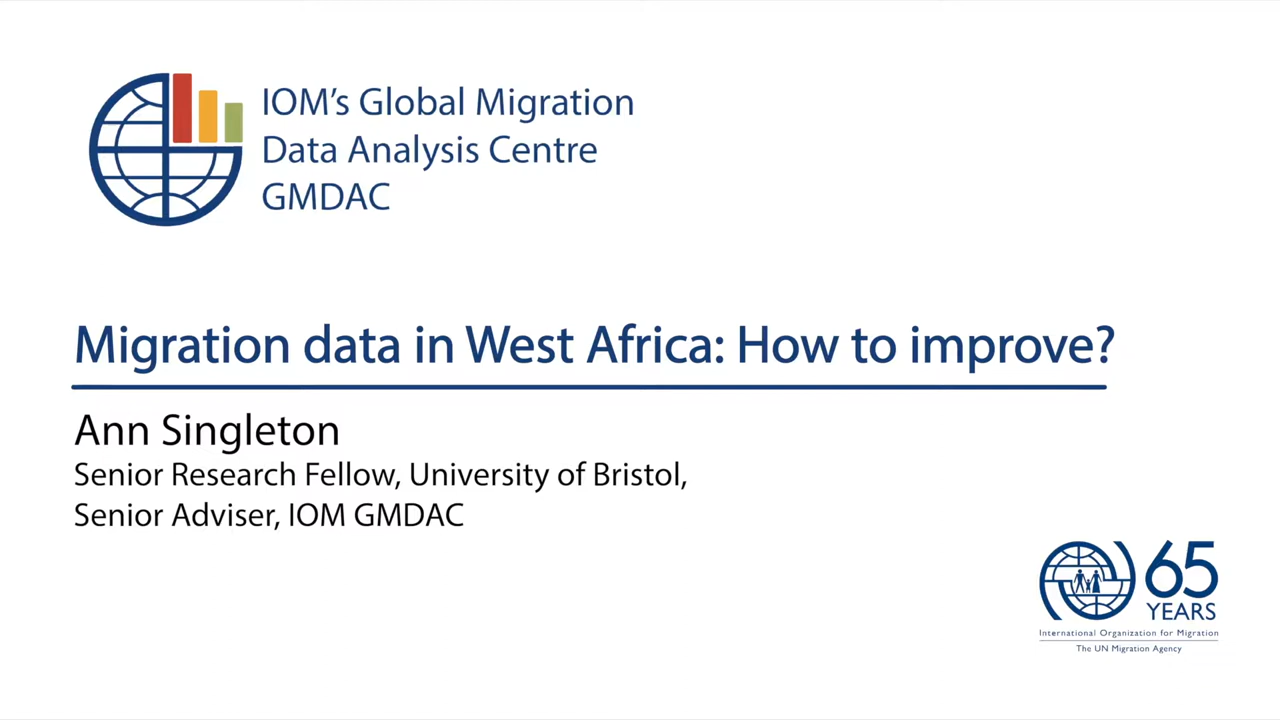 IOM's Global Migration
Data Analysis Centre
GMDAC
Migration data in West Africa: How to improve?
Ann Singleton
Senior Research Fellow, University of Bristol,
Senior Adviser, IOM GMDAC
65
YEARS
International Organization for Migration
The UN Migration Agency